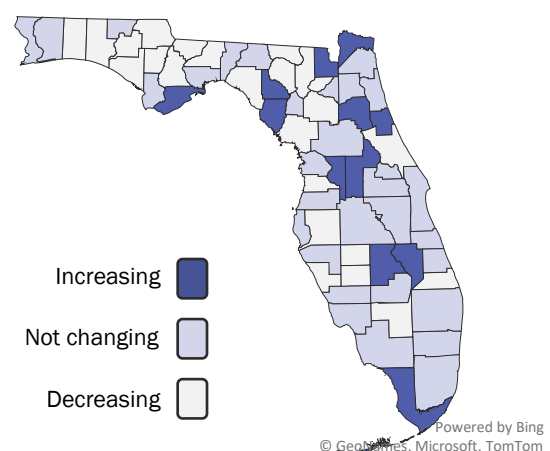 Increasing
Not changing
Decreasing
Powered by Bing
© GeoNames, Microsoft, TomTom